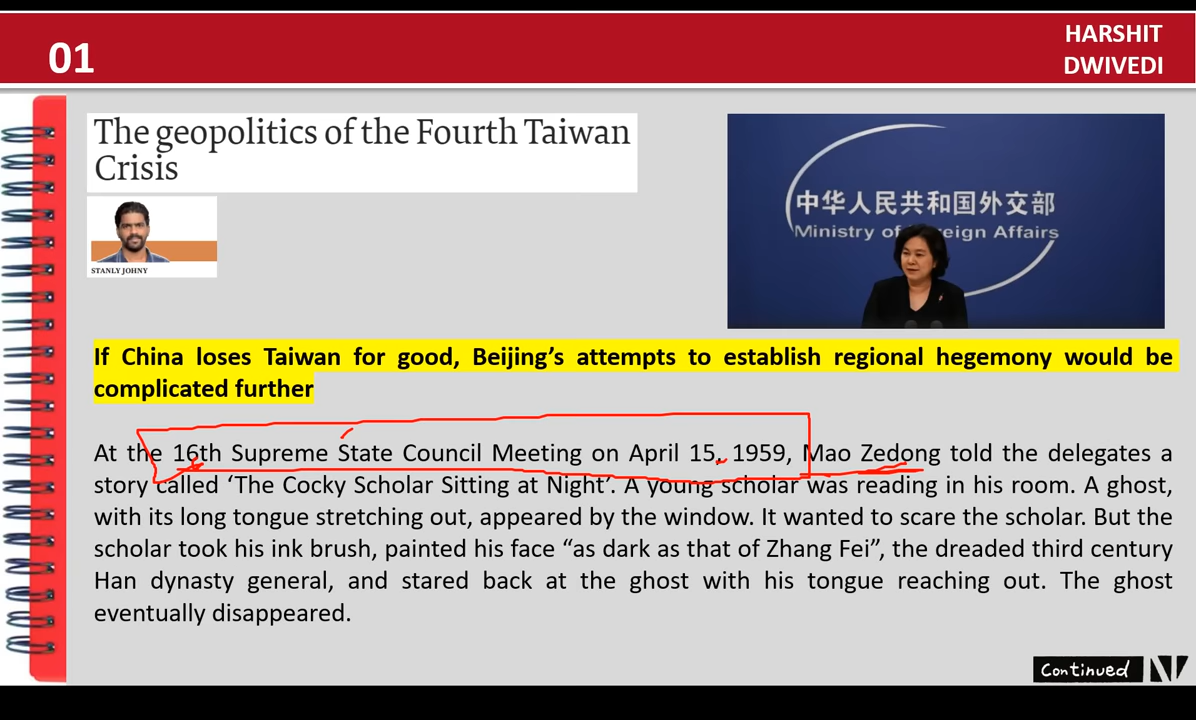 01
HARSHIT
DWIVEDI
The geopolitics of the Fourth Taiwan
Crisis
STANLY JOHNY
中华人民共和国外交部
Ministry of eign Affairs
If China loses Taiwan for good, Beijing’s attempts to establish regional hegemony would be
complicated further
At the 16th Supreme State Council Meeting on April 15, 1959, Mao Zedong told the delegates a
story called ‘The Cocky Scholar Sitting at Night’. A young scholar was reading in his room. A ghost,
with its long tongue stretching out, appeared by the window. It wanted to scare the scholar. But the
scholar took his ink brush, painted his face “as dark as that of Zhang Fei”, the dreaded third century
Han dynasty general, and stared back at the ghost with his tongue reaching out. The ghost
eventually disappeared.
Continued